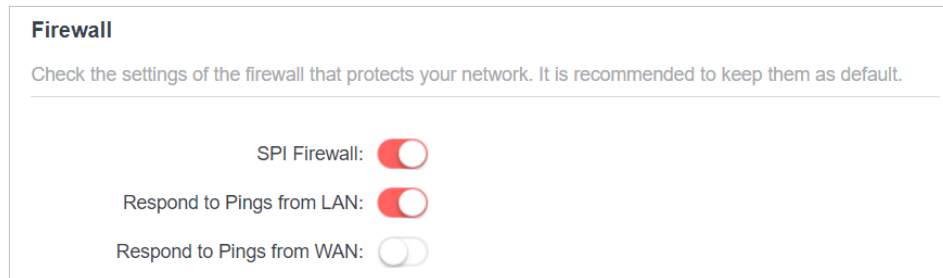 Firewall
Check the settings of the firewall that protects your network. It is recommended to keep them as default.
SPI Firewall:
Respond to Pings from LAN:
Respond to Pings from WAN: